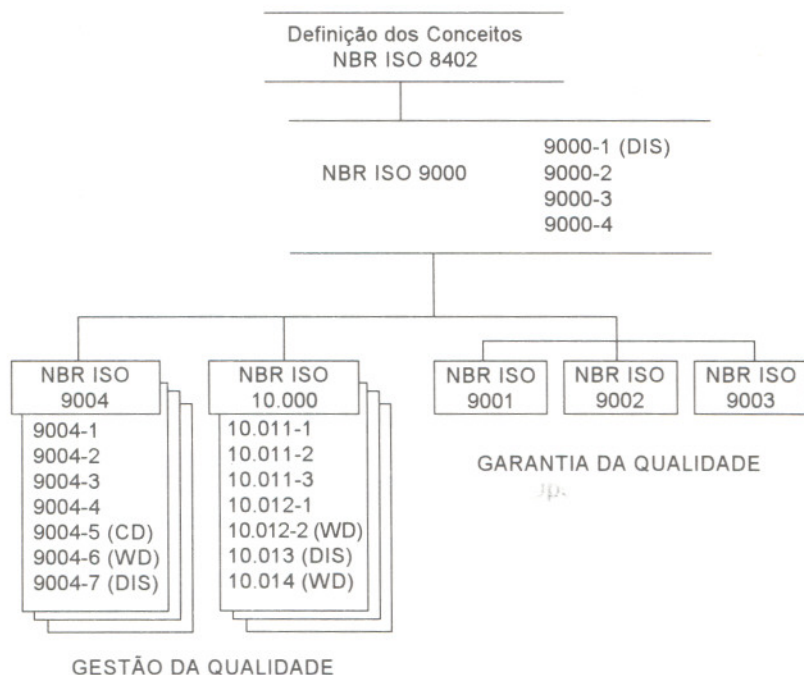 Definição dos Conceitos
NBR ISO 8402
NBR ISO 9000
9000-1 (DIS)
9000-2
9000-3
9000-4
NBR ISO
9004
9004-1
9004-2
9004-3
9004-4
9004-5 (CD)
9004-6 (WD)
9004-7 (DIS)
NBR ISO
10.000
10.011-1
10.011-2
10.011-3
10.012-1
10.012-2 (WD)
10.013 (DIS)
10.014 (WD)
NBR ISO
9001
NBR ISO
9002
NBR ISO
9003
GARANTIA DA QUALIDADE
GESTÃO DA QUALIDADE